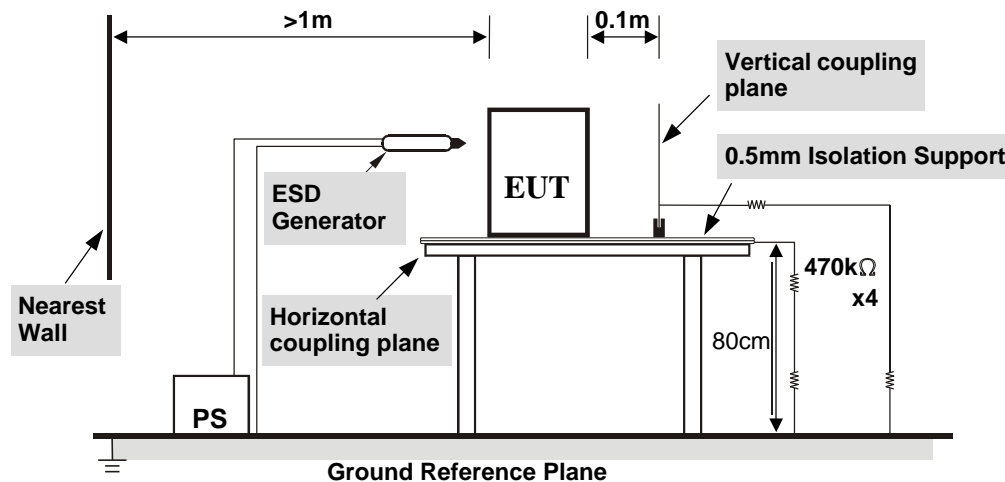 >1m
0.1m
Vertical coupling
plane
0.5mm Isolation Support
ESD
Generator
EUT
Nearest
Wall
Horizontal
coupling plane
470kΩ
x4
80cm
PS
Ground Reference Plane